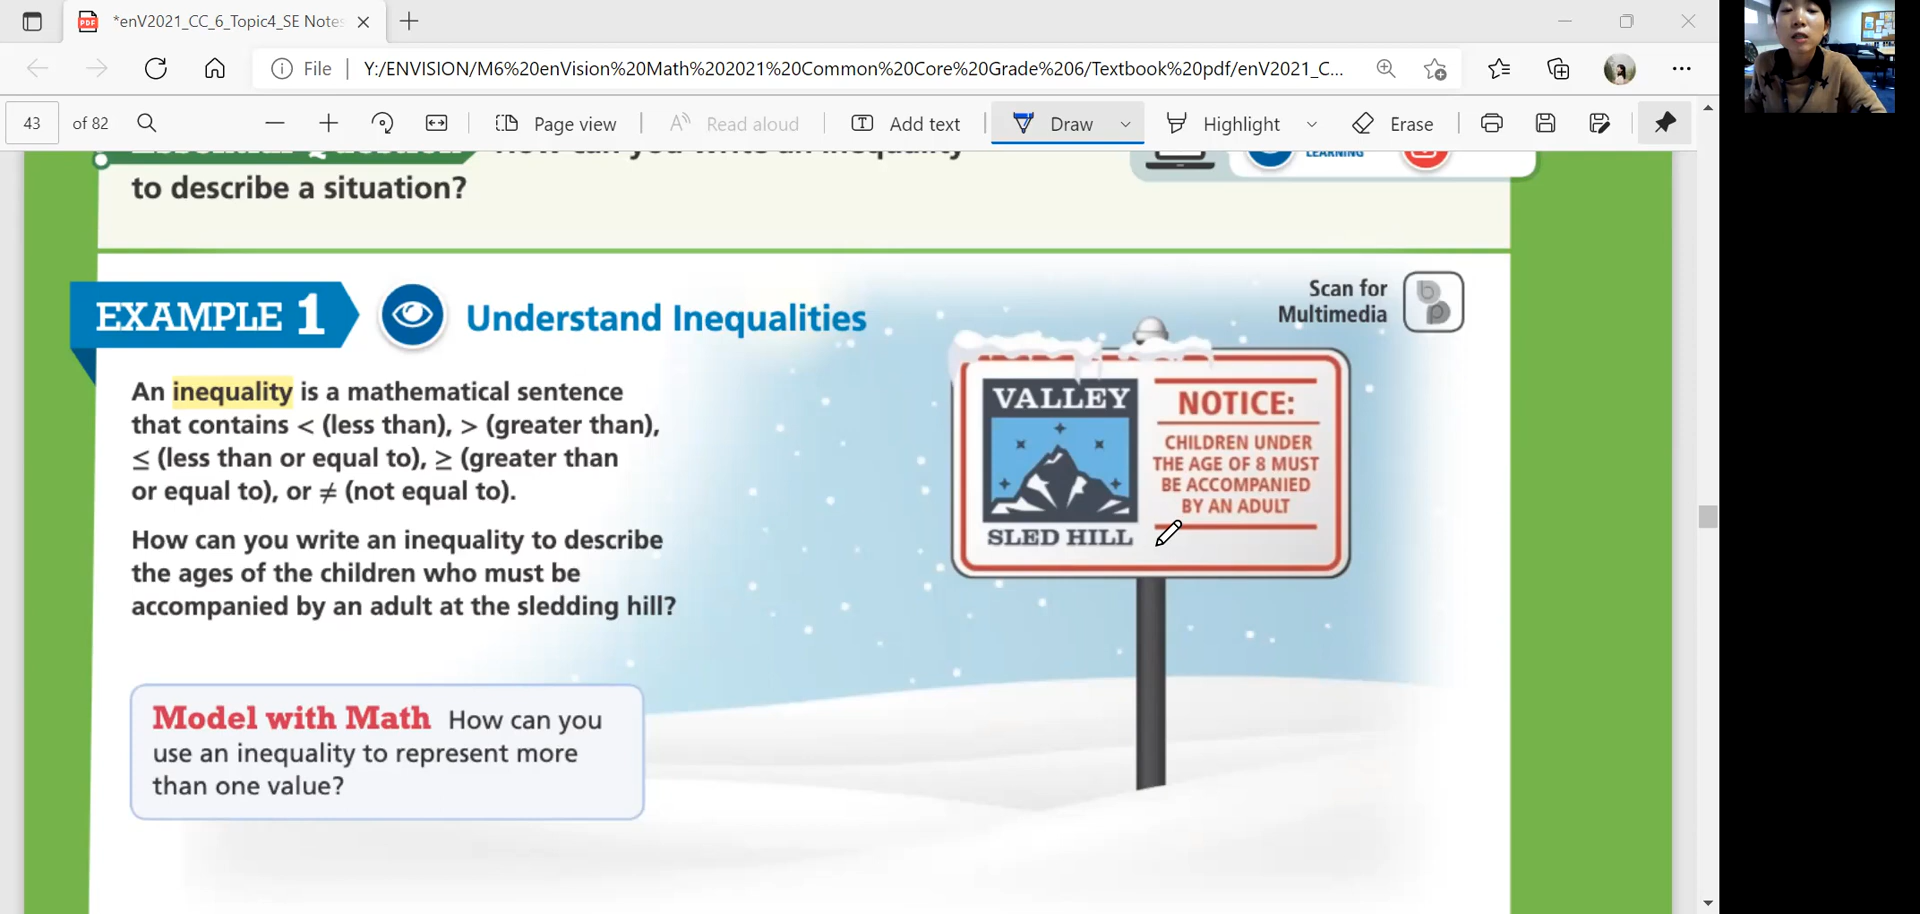 *enV2021_CC_6_Topic4_SE Notes
File
Y:/ENVISION/M6%20enVision%20Math%202021%20Common%20Core%20Grade%206/Textbook%20pdf/enV2021_C...
43 of 82
Page view
Read aloud
Add text
Draw
Highlight
Erase
to describe a situation?
LEARNING
EXAMPLE 1
Understand Inequalities
Scan for
Multimedia
An inequality is a mathematical sentence
that contains < (less than), > (greater than),
≤ (less than or equal to), ≥ (greater than
or equal to), or ≠ (not equal to).
How can you write an inequality to describe
the ages of the children who must be
accompanied by an adult at the sledding hill?
VALLEY
SLED HILL
NOTICE:
CHILDREN UNDER
THE AGE OF 8 MUST
BE ACCOMPANIED
BY AN ADULT
Model with Math How can you
use an inequality to represent more
than one value?